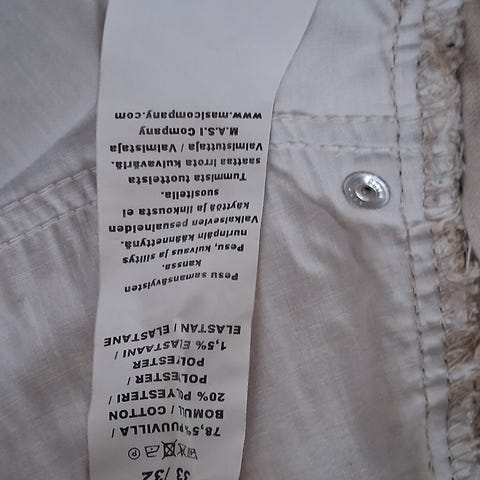 33 / 32
78,5% PUUVILLA /
BOMULL / COTTON
20% POLYESTERI /
POLYESTER /
POLYESTER
1,5% ELASTAANI /
ELASTAN / ELASTANE
Pesu samansävyisten
kanssa.
Pesu, kuivaus ja silitys
nurinpäin käännettynä.
Valkaisevien pesuaineiden
käyttöä ja linkousta ei
suositella.
Tummista tuotteista
saattaa irrota kuivaväriä.
Valmistuttaja / Valmistaja
M.A.S.I Company
www.masicompany.com